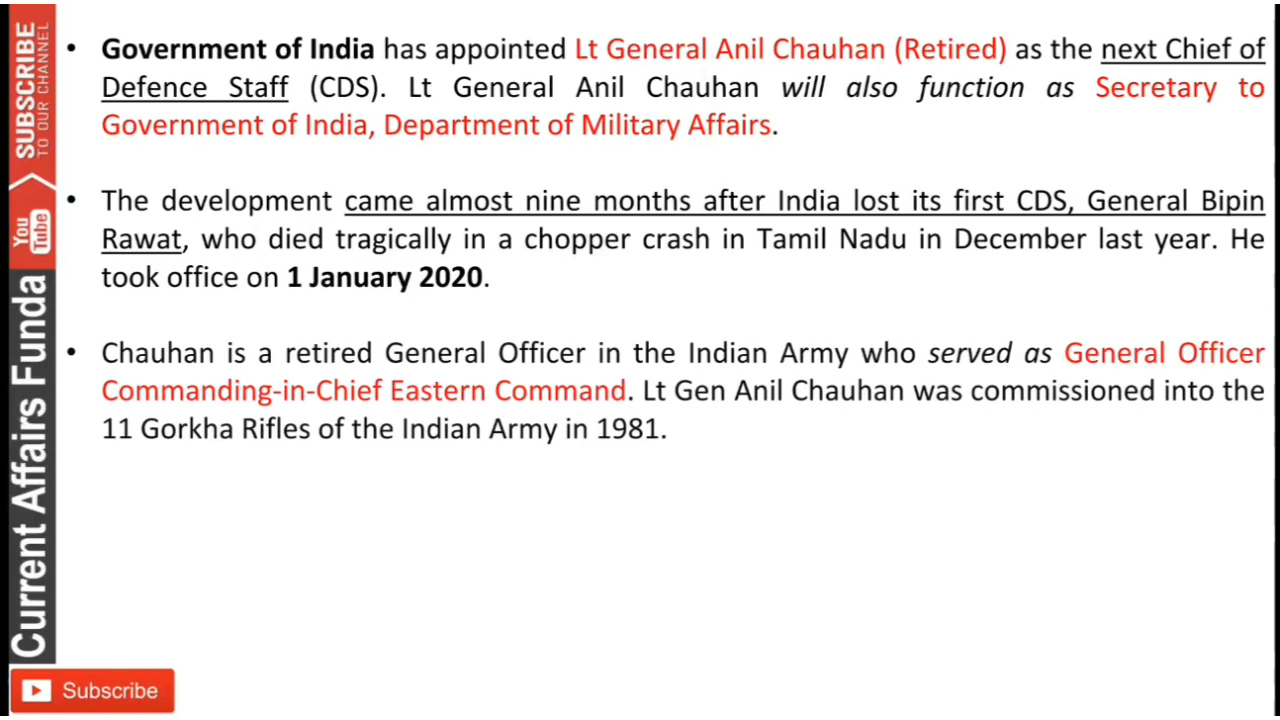 SUBSCRIBE
TO OUR CHANNEL
You
Tube
Current Affairs Funda
• Government of India has appointed Lt General Anil Chauhan (Retired) as the next Chief of
Defence Staff (CDS). Lt General Anil Chauhan will also function as Secretary to
Government of India, Department of Military Affairs.
• The development came almost nine months after India lost its first CDS, General Bipin
Rawat, who died tragically in a chopper crash in Tamil Nadu in December last year. He
took office on 1 January 2020.
• Chauhan is a retired General Officer in the Indian Army who served as General Officer
Commanding-in-Chief Eastern Command. Lt Gen Anil Chauhan was commissioned into the
11 Gorkha Rifles of the Indian Army in 1981.
Subscribe